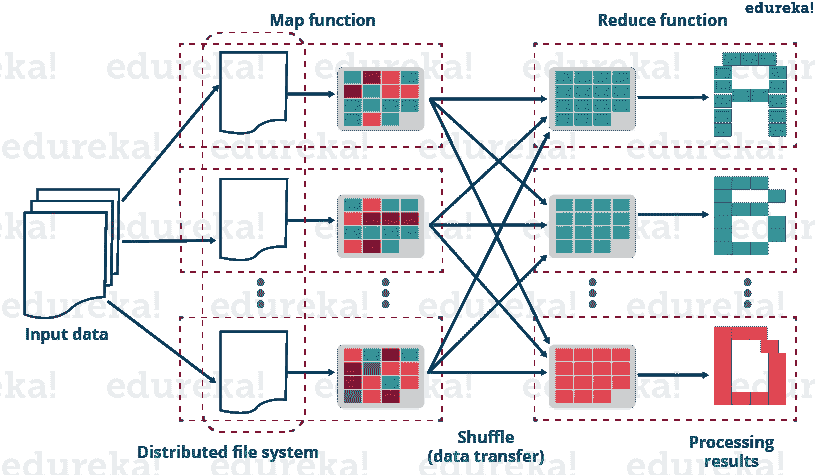 edureka!
Map function
Reduce function
Input data
Distributed file system
Shuffle
(data transfer)
Processing
results